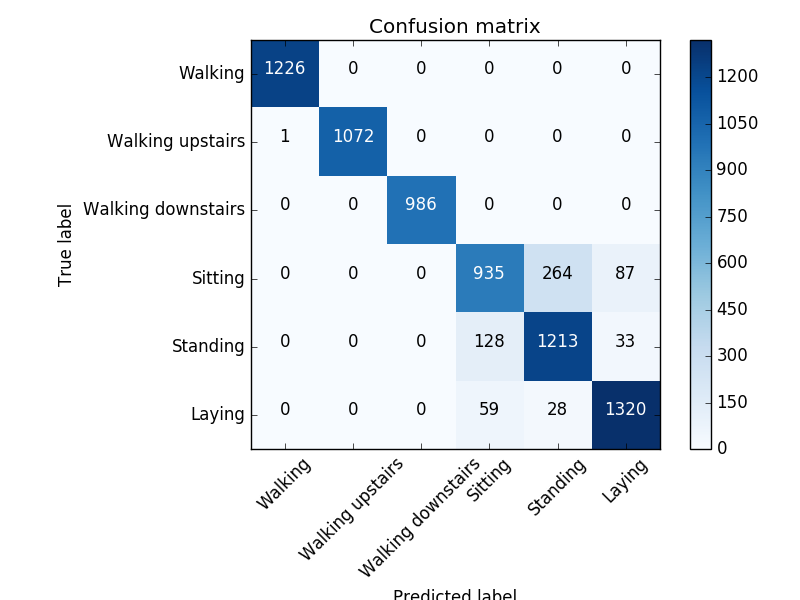 Confusion matrix
Walking 1226 0 0 0 0 0
Walking upstairs 1 1072 0 0 0 0
Walking downstairs 0 0 986 0 0 0
Sitting 0 0 0 935 264 87
Standing 0 0 0 128 1213 33
Laying 0 0 0 59 28 1320
True label
Walking
Walking upstairs
Walking downstairs
Sitting
Standing
Laying
Predicted label
1200
1050
900
750
600
450
300
150
0